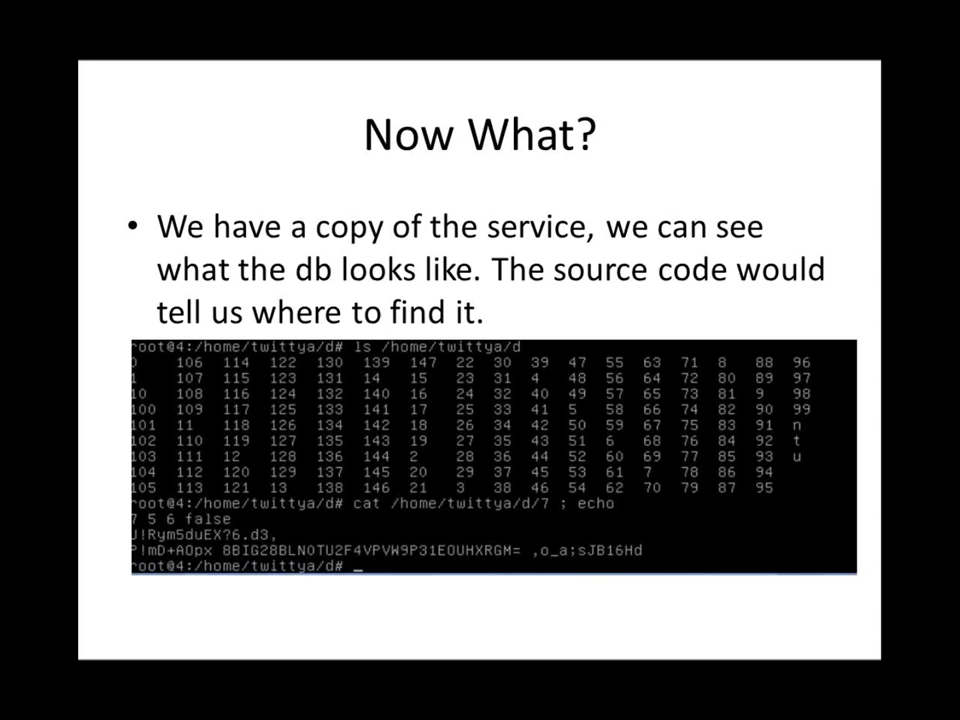 Now What?
• We have a copy of the service, we can see
what the db looks like. The source code would
tell us where to find it.
root@4:/home/twittya/d# ls /home/twittya/d
0 106 114 122 130 139 147 22 30 39 47 55 63 71 8 88 96
1 107 115 123 131 14 15 23 31 4 48 56 64 72 80 89 97
10 108 116 124 132 140 16 24 32 40 49 57 65 73 81 9 98
100 109 117 125 133 141 17 25 33 41 5 58 66 74 82 90 99
101 11 118 126 134 142 18 26 34 42 50 59 67 75 83 91 n
102 110 119 127 135 143 19 27 35 43 51 6 68 76 84 92 t
103 111 12 128 136 144 2 28 36 44 52 60 69 77 85 93 u
104 112 120 129 137 145 20 29 37 45 53 61 7 78 86 94
105 113 121 13 138 146 21 3 38 46 54 62 70 79 87 95
root@4:/home/twittya/d# cat /home/twittya/d/7 ; echo
7 5 6 false
J!Rym5duEX?6.d3,
P!mD+AOpx 8BIG28BLN0TU2F4VPVW9P31EOUHXRGM= ,o_a;sJB16Hd
root@4:/home/twittya/d# _